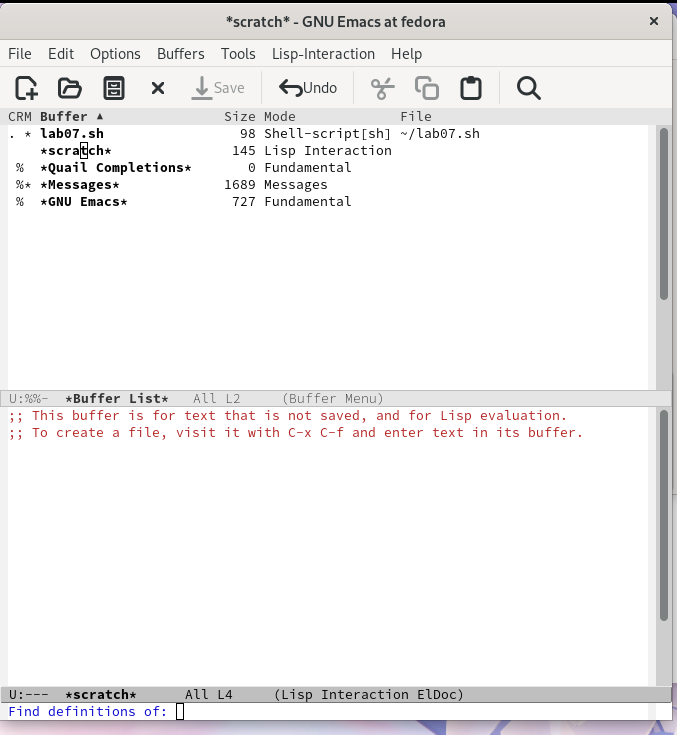 *scratch* - GNU Emacs at fedora
File Edit Options Buffers Tools Lisp-Interaction Help
Save Undo
CRM Buffer ▲ Size Mode File
. * lab07.sh 98 Shell-script[sh] ~/lab07.sh
*scratch* 145 Lisp Interaction
% *Quail Completions* 0 Fundamental
%* *Messages* 1689 Messages
% *GNU Emacs* 727 Fundamental
U:%%- *Buffer List* All L2 (Buffer Menu)
;; This buffer is for text that is not saved, and for Lisp evaluation.
;; To create a file, visit it with C-x C-f and enter text in its buffer.
U:--- *scratch* All L4 (Lisp Interaction ElDoc)
Find definitions of: